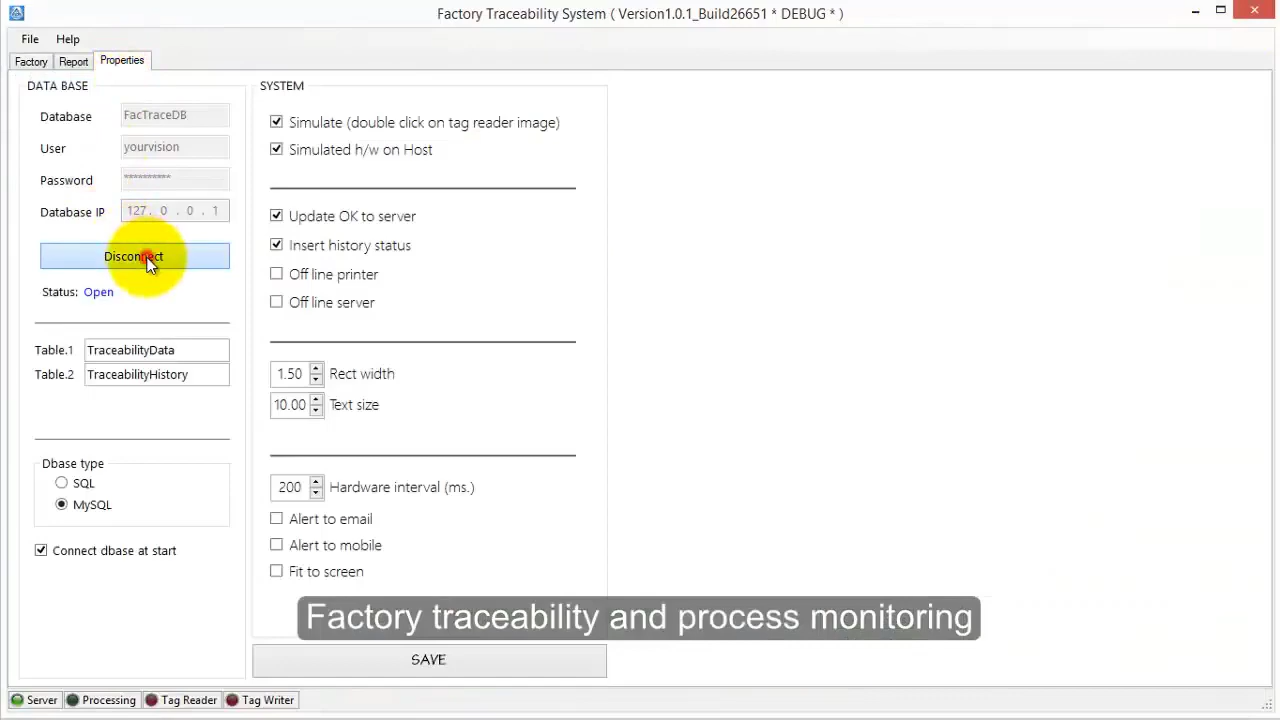 Factory Traceability System ( Version1.0.1_Build26651 * DEBUG * )
File Help
Factory Report Properties
DATA BASE
Database FacTraceDB
User yourvision
Password **********
Database IP 127 . 0 . 0 . 1
Disconnect
Status: Open
Table.1 TraceabilityData
Table.2 TraceabilityHistory
Dbase type
SQL
MySQL
Connect dbase at start
SYSTEM
Simulate (double click on tag reader image)
Simulated h/w on Host
Update OK to server
Insert history status
Off line printer
Off line server
1.50 Rect width
10.00 Text size
200 Hardware interval (ms.)
Alert to email
Alert to mobile
Fit to screen
Factory traceability and process monitoring
SAVE
Server Processing Tag Reader Tag Writer